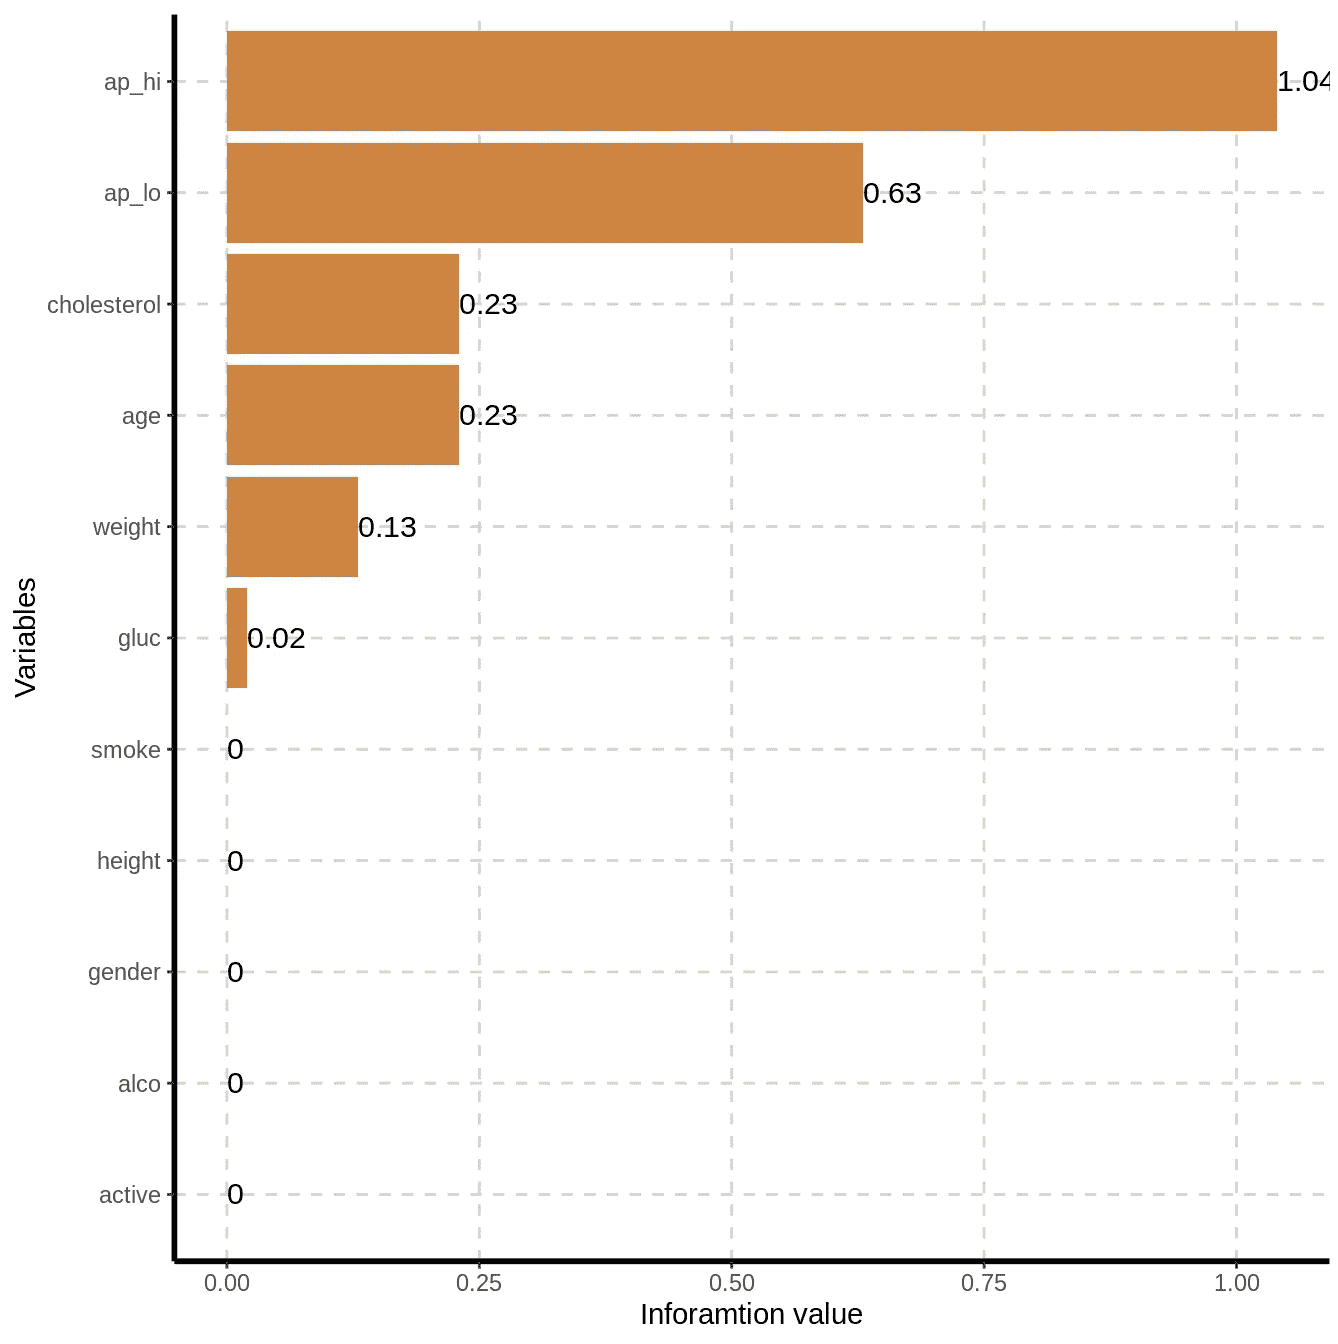 ap_hi 1.04
ap_lo 0.63
cholesterol 0.23
age 0.23
weight 0.13
gluc 0.02
smoke 0
height 0
gender 0
alco 0
active 0
Variables
0.00 0.25 0.50 0.75 1.00
Inforamtion value